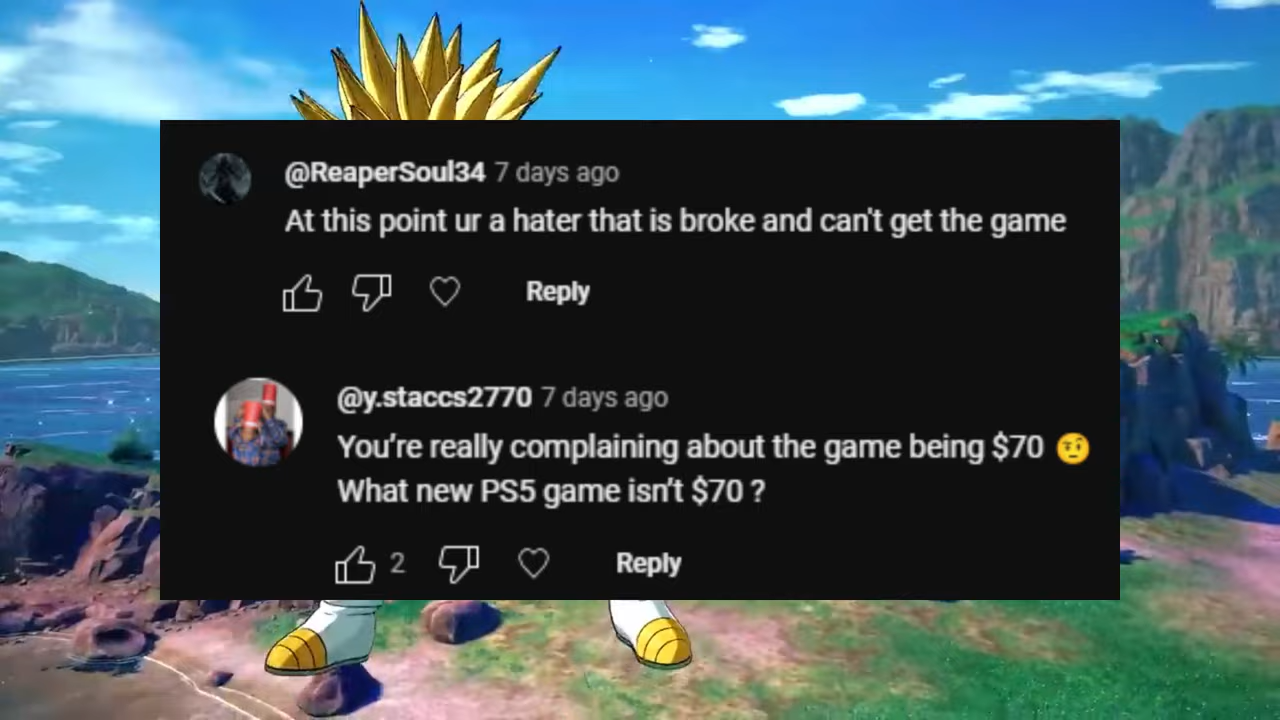 @ReaperSoul34 7 days ago
At this point ur a hater that is broke and can't get the game
Reply
@y.staccs2770 7 days ago
You're really complaining about the game being $70 🤨
What new PS5 game isn't $70 ?
2 Reply